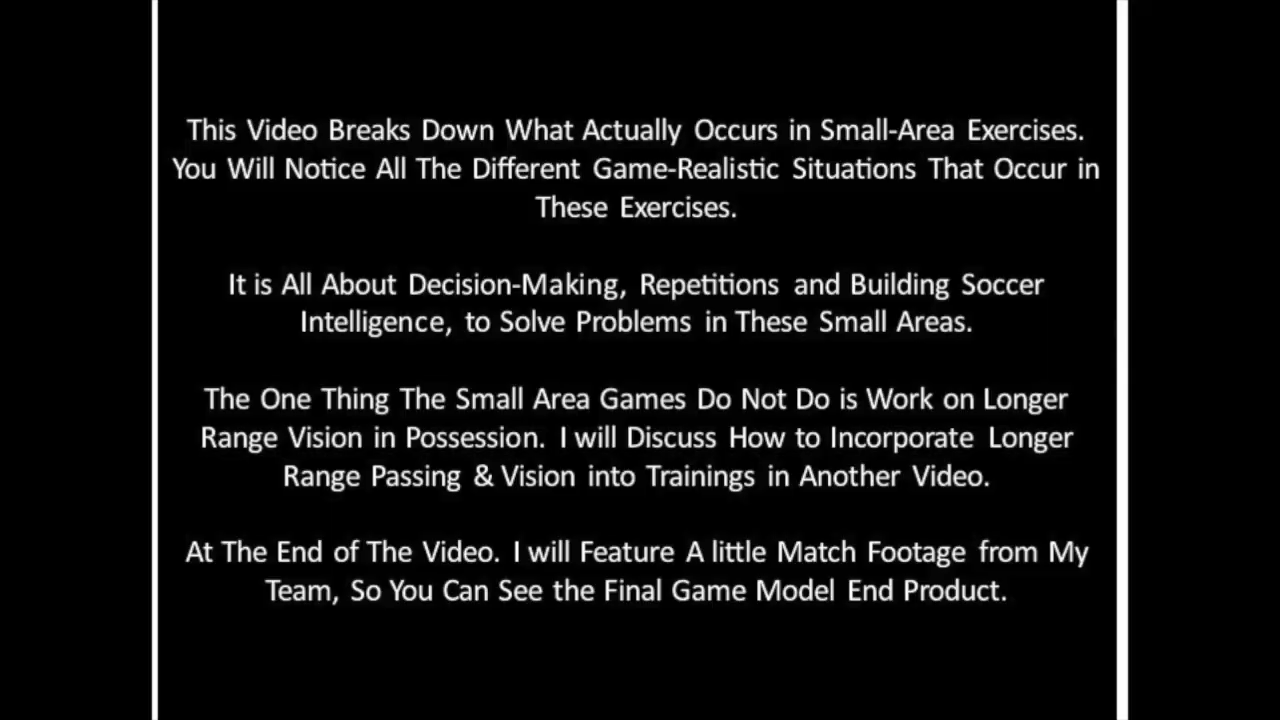 This Video Breaks Down What Actually Occurs in Small-Area Exercises.
You Will Notice All The Different Game-Realistic Situations That Occur in
These Exercises.
It is All About Decision-Making, Repetitions and Building Soccer
Intelligence, to Solve Problems in These Small Areas.
The One Thing The Small Area Games Do Not Do is Work on Longer
Range Vision in Possession. I will Discuss How to Incorporate Longer
Range Passing & Vision into Trainings in Another Video.
At The End of The Video. I will Feature A little Match Footage from My
Team, So You Can See the Final Game Model End Product.